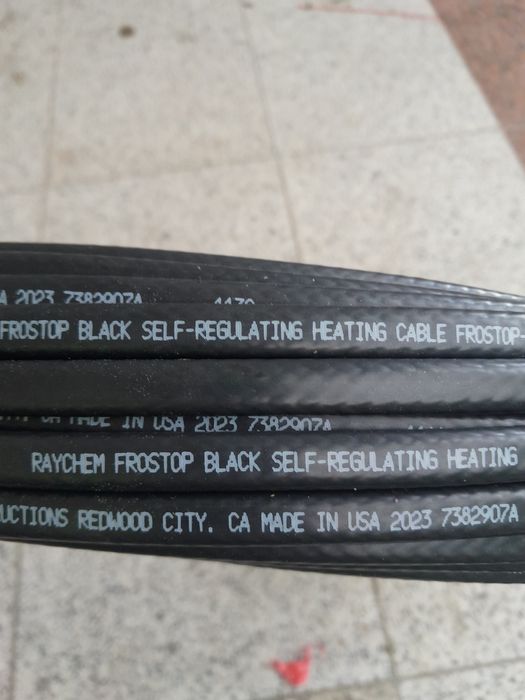 A 2023 7382907A
FROSTOP BLACK SELF-REGULATING HEATING CABLE FROSTOP-
MADE IN USA 2023 7382907A
RAYCHEM FROSTOP BLACK SELF-REGULATING HEATING
UCTIONS REDWOOD CITY. CA MADE IN USA 2023 7382907A